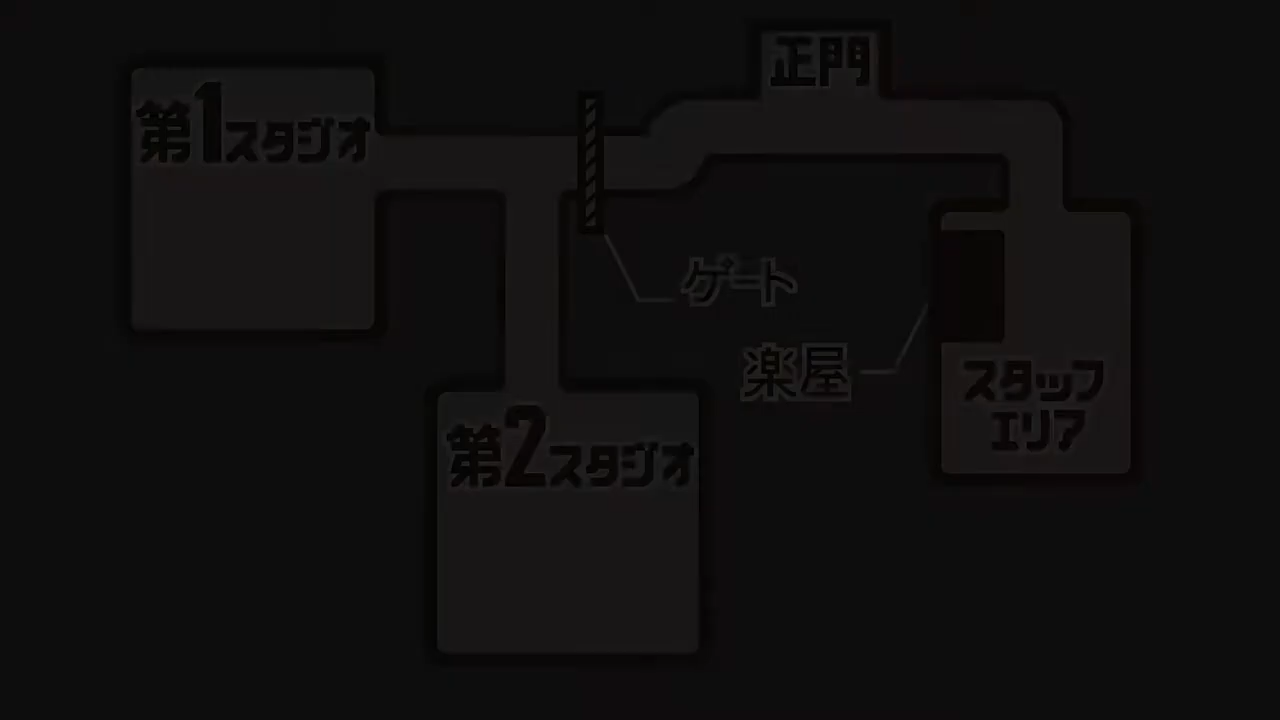 正門
第1スタジオ
ゲート
楽屋
スタッフ
エリア
第2スタジオ